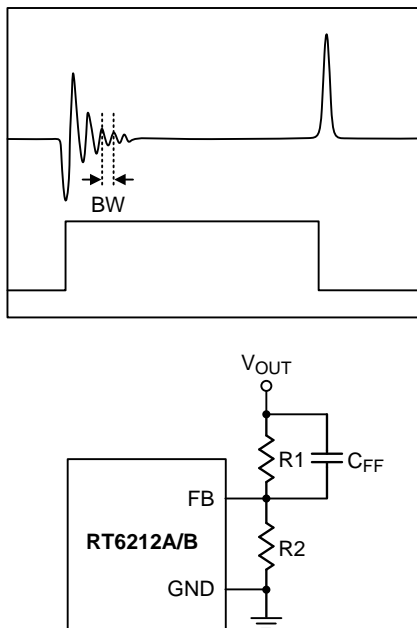 BW
VOUT
R1
CFF
FB
RT6212A/B
R2
GND